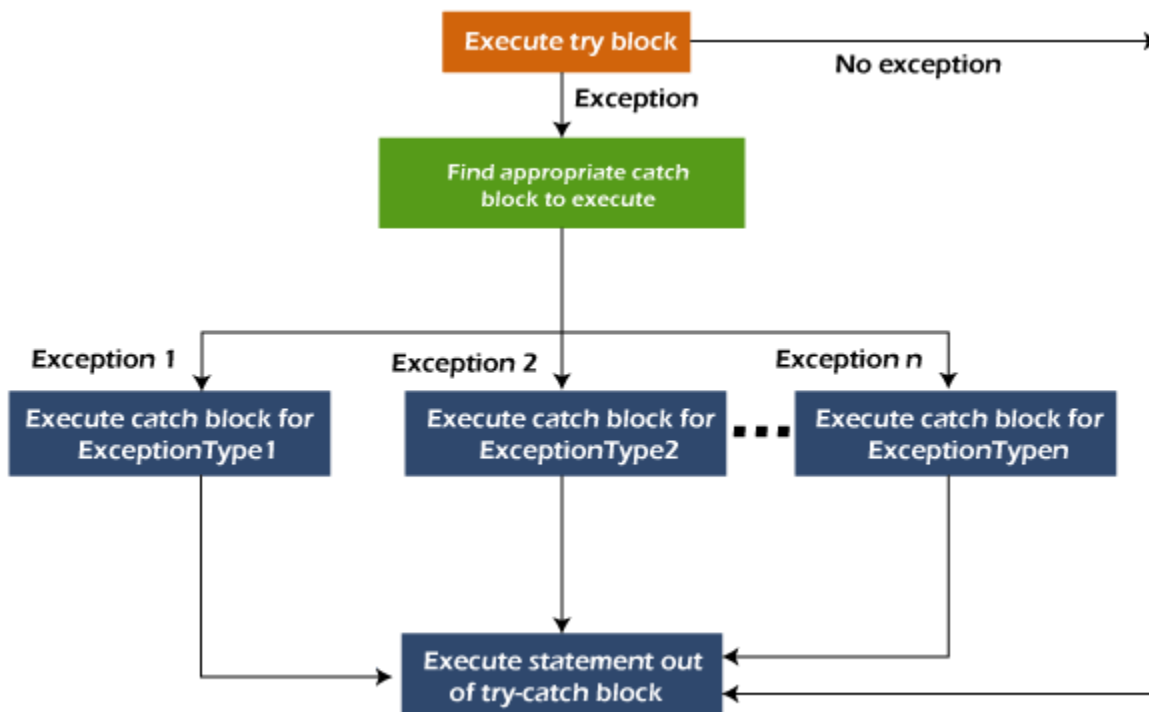 Execute try block
No exception
Exception
Find appropriate catch
block to execute
Exception 1
Exception 2
Exception n
Execute catch block for
ExceptionType1
Execute catch block for
ExceptionType2
Execute catch block for
ExceptionTypen
Execute statement out
of try-catch block